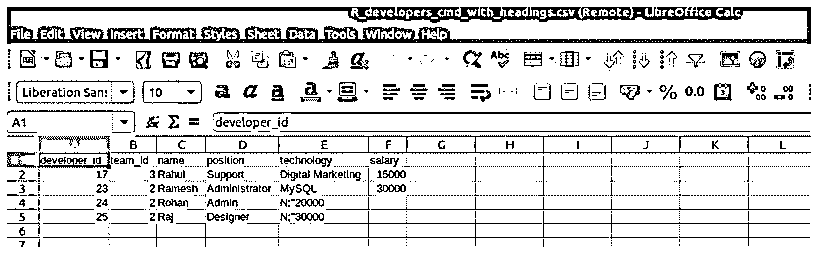 R_developers_cmd_with_headings.csv (Remote) - LibreOffice Calc
File Edit View Insert Format Styles Sheet Data Tools Window Help
Liberation Sans 10 a a a a % 0.0
A1 Σ = developer_id
B C D E F G H I J K L
developer_id team_id name position technology salary
2 17 3 Rahul Support Digital Marketing 15000
3 23 2 Ramesh Administrator MySQL 30000
4 24 2 Rohan Admin N;"20000
5 25 2 Raj Designer N;"30000
6
7